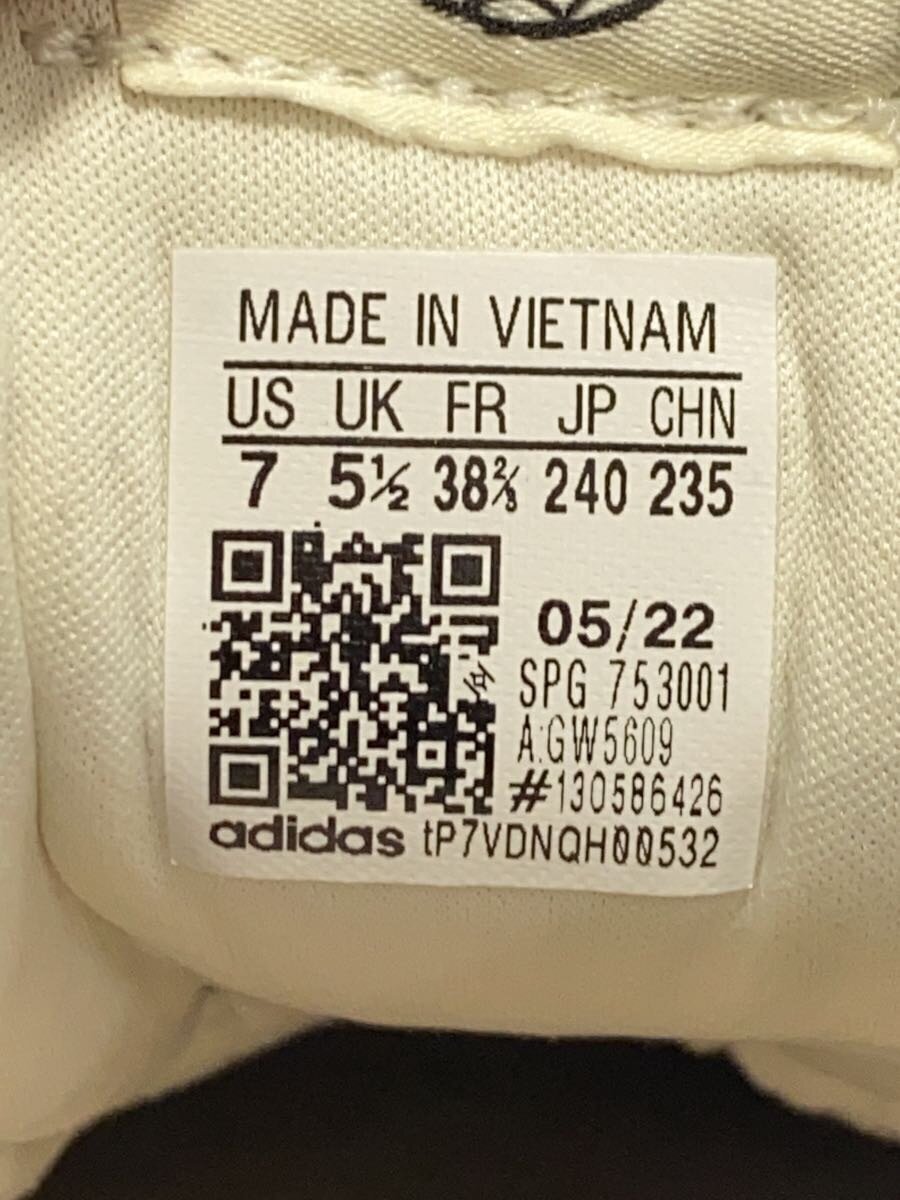 MADE IN VIETNAM
US UK FR JP CHN
7 5½ 38⅔ 240 235
05/22
SPG 753001
A:GW5609
#130586426
adidas tP7VDNQH00532